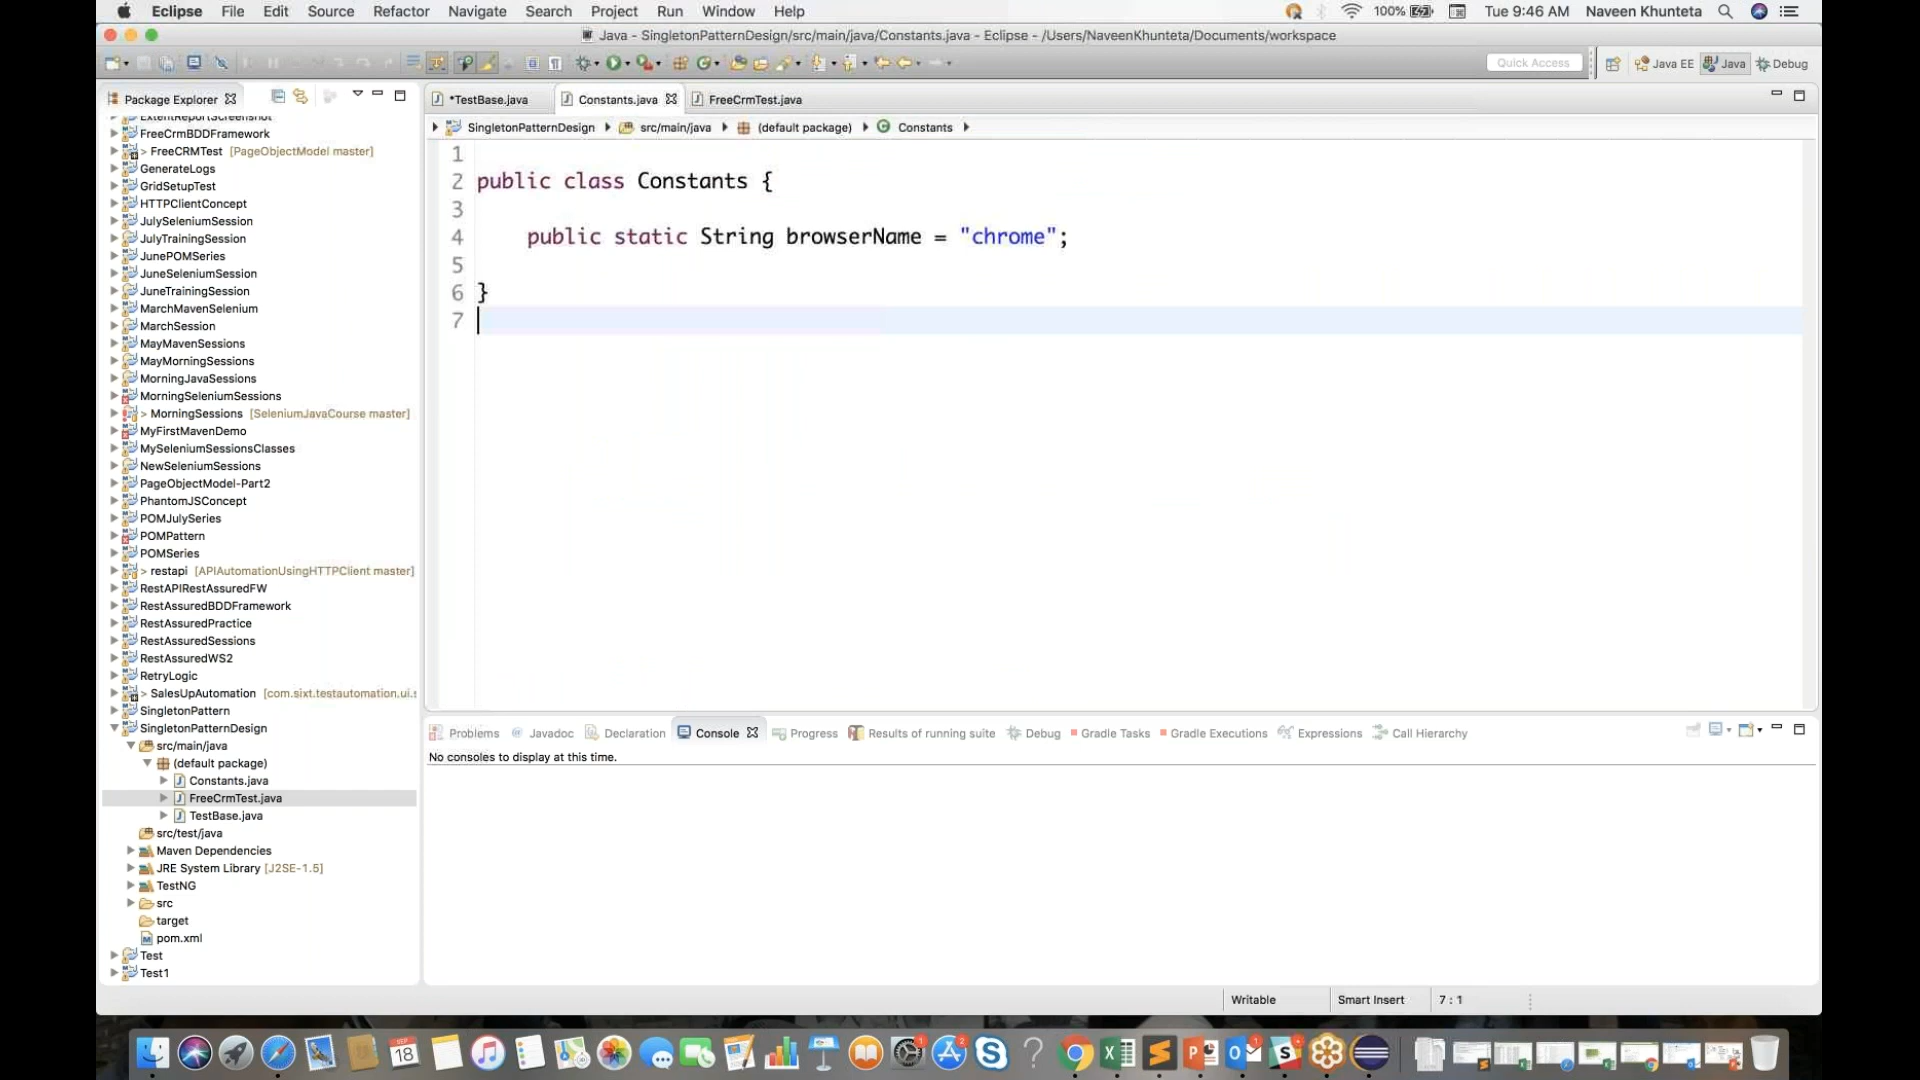 Eclipse File Edit Source Refactor Navigate Search Project Run Window Help 100% Tue 9:46 AM Naveen Khunteta
Java - SingletonPatternDesign/src/main/java/Constants.java - Eclipse - /Users/NaveenKhunteta/Documents/workspace
Quick Access Java EE Java Debug
Package Explorer
*TestBase.java Constants.java FreeCrmTest.java
SingletonPatternDesign src/main/java (default package) Constants
ExtentReportScreenshot
FreeCrmBDDFramework
> FreeCRMTest [PageObjectModel master]
GenerateLogs
GridSetupTest
HTTPClientConcept
JulySeleniumSession
JulyTrainingSession
JunePOMSeries
JuneSeleniumSession
JuneTrainingSession
MarchMavenSelenium
MarchSession
MayMavenSessions
MayMorningSessions
MorningJavaSessions
MorningSeleniumSessions
> MorningSessions [SeleniumJavaCourse master]
MyFirstMavenDemo
MySeleniumSessionsClasses
NewSeleniumSessions
PageObjectModel-Part2
PhantomJSConcept
POMJulySeries
POMPattern
POMSeries
> restapi [APIAutomationUsingHTTPClient master]
RestAPIRestAssuredFW
RestAssuredBDDFramework
RestAssuredPractice
RestAssuredSessions
RestAssuredWS2
RetryLogic
> SalesUpAutomation [com.sixt.testautomation.ui.s
SingletonPattern
SingletonPatternDesign
src/main/java
(default package)
Constants.java
FreeCrmTest.java
TestBase.java
src/test/java
Maven Dependencies
JRE System Library [J2SE-1.5]
TestNG
src
target
pom.xml
Test
Test1
1
2 public class Constants {
3
4 public static String browserName = "chrome";
5
6 }
7
Problems Javadoc Declaration Console Progress Results of running suite Debug Gradle Tasks Gradle Executions Expressions Call Hierarchy
No consoles to display at this time.
Writable Smart Insert 7 : 1
SEP
18